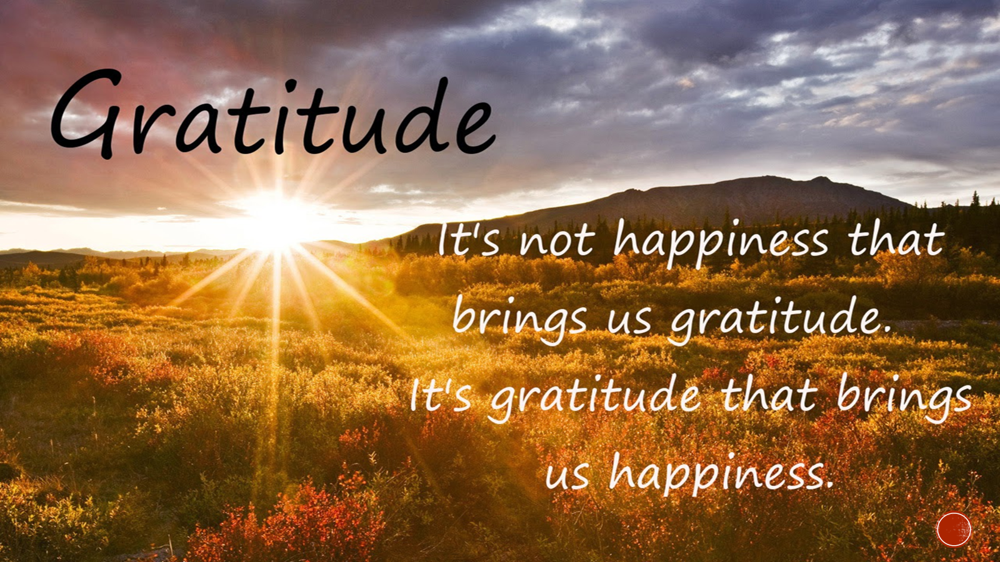 Gratitude
It's not happiness that
brings us gratitude.
It's gratitude that brings
us happiness.